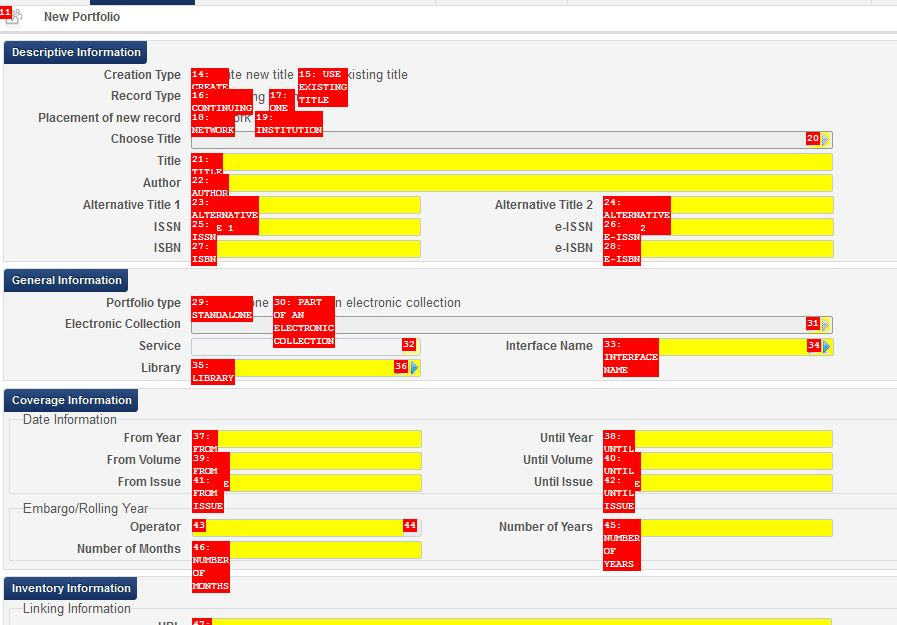 11 New Portfolio
Descriptive Information
Creation Type 14: CREATE te new title 15: USE EXISTING TITLE xisting title
Record Type 16: CONTINUING ng 17: ONE
Placement of new record 18: NETWORK ork 19: INSTITUTION
Choose Title 20
Title 21: TITLE
Author 22: AUTHOR
Alternative Title 1 23: ALTERNATIVE E 1 Alternative Title 2 24: ALTERNATIVE 2
ISSN 25: ISSN e-ISSN 26: E-ISSN
ISBN 27: ISBN e-ISBN 28: E-ISBN
General Information
Portfolio type 29: STANDALONE one 30: PART OF AN ELECTRONIC COLLECTION n electronic collection
Electronic Collection 31
Service 32 Interface Name 33: INTERFACE NAME 34
Library 35: LIBRARY 36
Coverage Information
Date Information
From Year 37: FROM Until Year 38: UNTIL
From Volume 39: FROM E Until Volume 40: UNTIL E
From Issue 41: FROM ISSUE Until Issue 42: UNTIL ISSUE
Embargo/Rolling Year
Operator 43 44 Number of Years 45: NUMBER OF YEARS
Number of Months 46: NUMBER OF MONTHS
Inventory Information
Linking Information
URL 47: